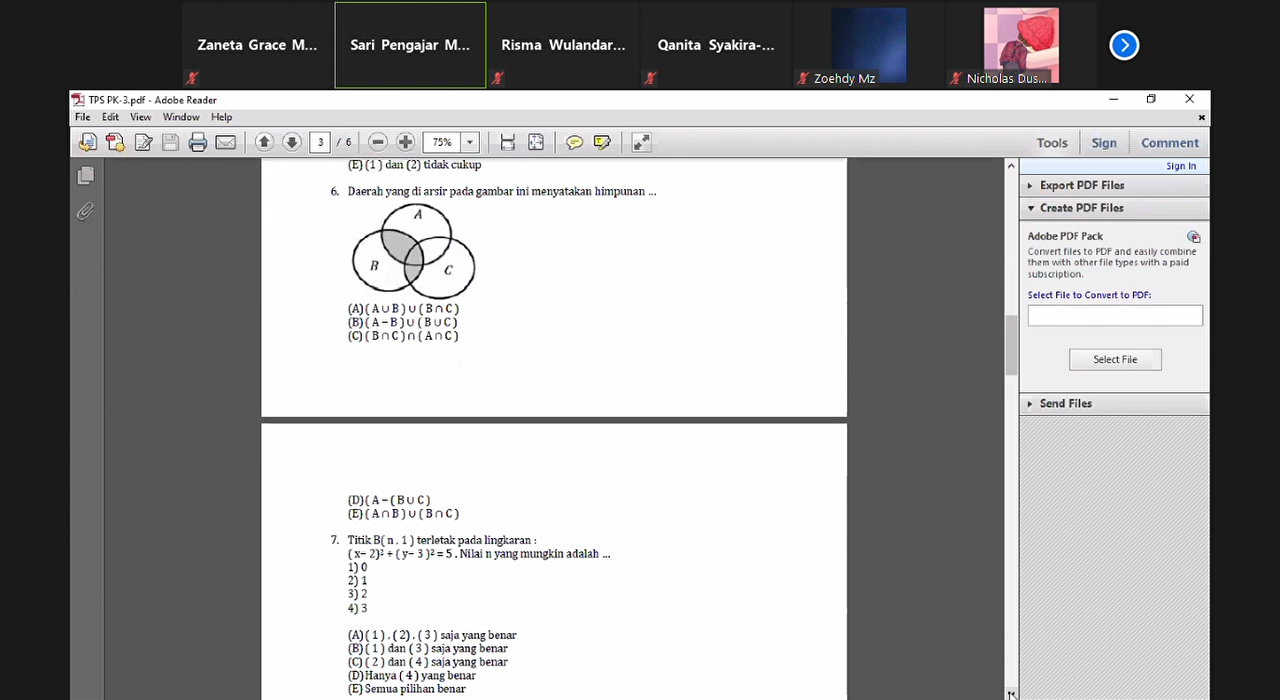 Zaneta Grace M...
Sari Pengajar M...
Risma Wulandar...
Qanita Syakira-...
Zoehdy Mz
Nicholas Dus...
TPS PK-3.pdf - Adobe Reader
File Edit View Window Help
3 / 6
75%
Tools
Sign
Comment
Sign In
Export PDF Files
Create PDF Files
Adobe PDF Pack
Convert files to PDF and easily combine
them with other file types with a paid
subscription.
Select File to Convert to PDF:
Select File
Send Files
(E) (1) dan (2) tidak cukup
6. Daerah yang di arsir pada gambar ini menyatakan himpunan ...
A
B
C
(A) (A∪B)∪(B∩C)
(B) (A−B)∪(B∪C)
(C) (B∩C)∩(A∩C)
(D) (A−(B∪C)
(E) (A∩B)∪(B∩C)
7. Titik B(n, 1) terletak pada lingkaran :
(x−2)² + (y−3)² = 5. Nilai n yang mungkin adalah ...
1) 0
2) 1
3) 2
4) 3
(A) (1), (2), (3) saja yang benar
(B) (1) dan (3) saja yang benar
(C) (2) dan (4) saja yang benar
(D) Hanya (4) yang benar
(E) Semua pilihan benar